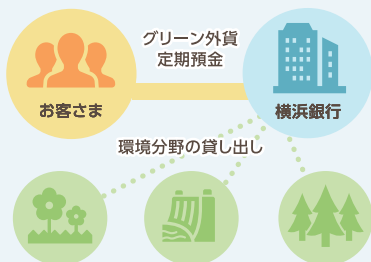 グリーン外貨
定期預金
お客さま
横浜銀行
環境分野の貸し出し